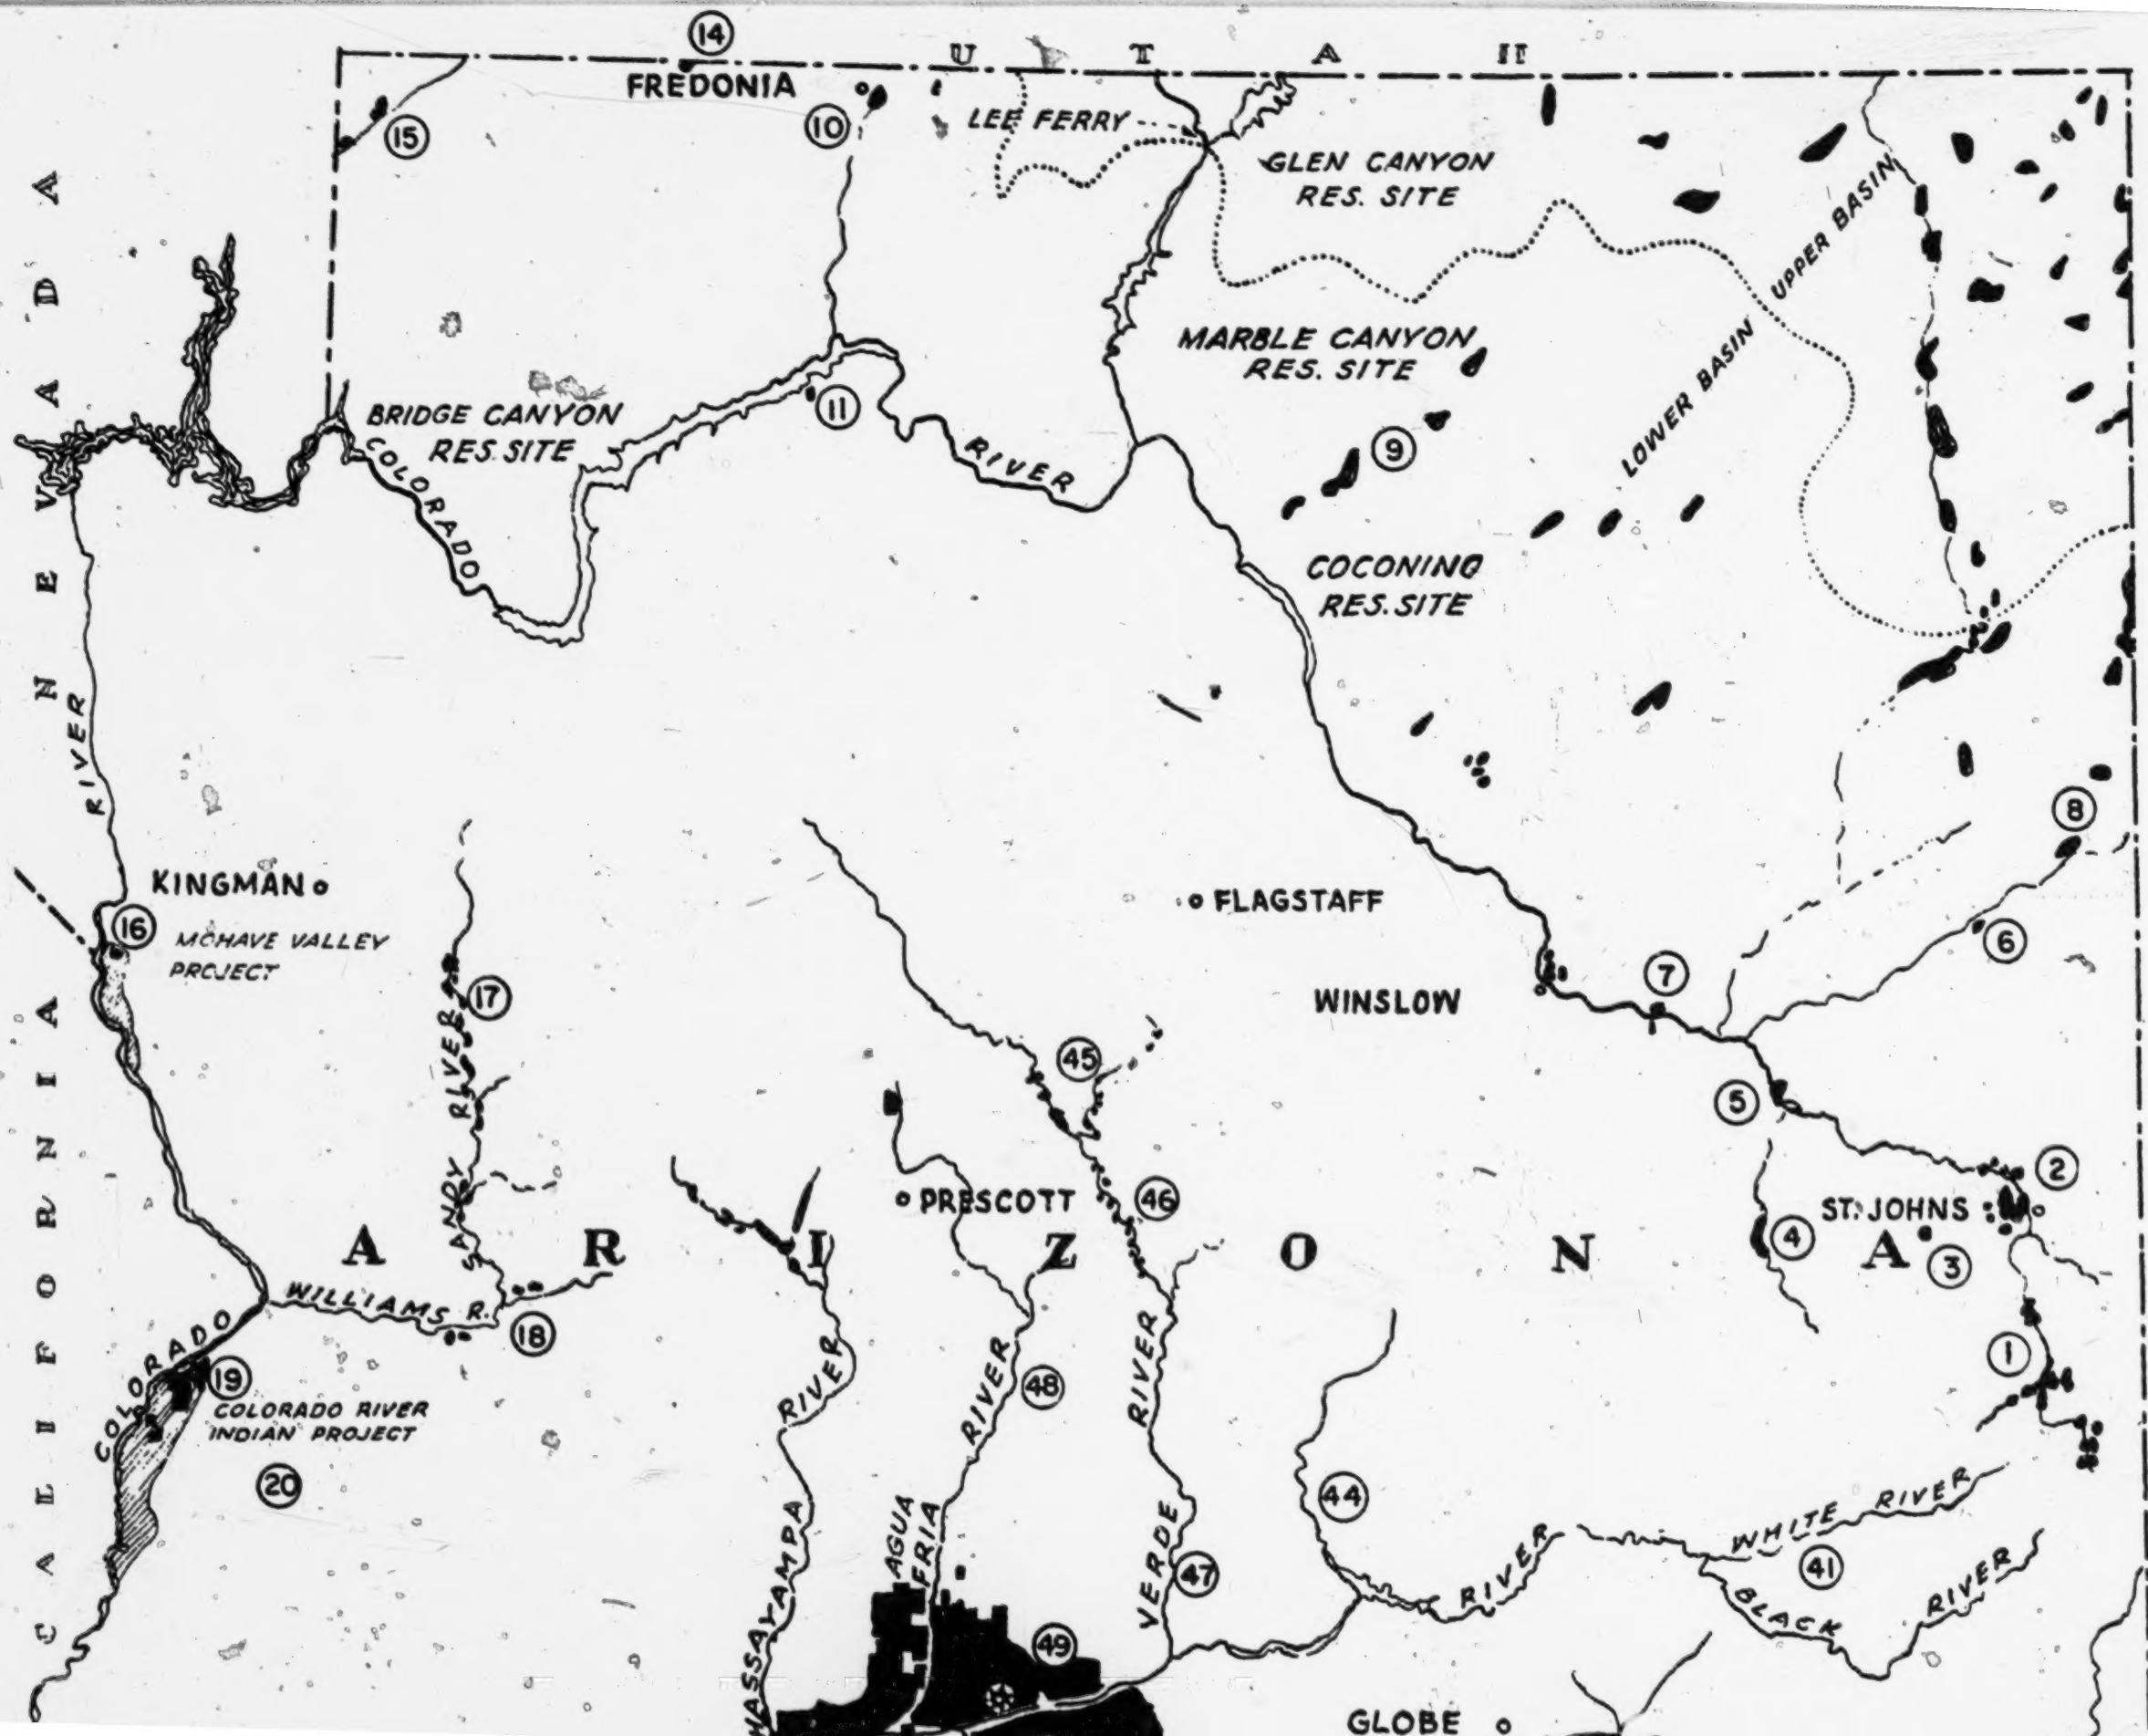 14
U T A H
FREDONIA
10
LEE FERRY
15
GLEN CANYON
RES. SITE
UPPER BASIN
LOWER BASIN
NEVADA
MARBLE CANYON
RES. SITE
BRIDGE CANYON
RES. SITE
11
9
COLORADO
RIVER
COCONINO
RES. SITE
RIVER
8
KINGMAN
FLAGSTAFF
16
MOHAVE VALLEY
PROJECT
6
7
17
WINSLOW
45
5
SANDY RIVER
2
PRESCOTT
46
ST. JOHNS
4
3
A R I Z O N A
CALIFORNIA
WILLIAMS R.
18
COLORADO
1
19
COLORADO RIVER
INDIAN PROJECT
RIVER
RIVER
48
RIVER
20
44
WHITE RIVER
41
HASSAYAMPA
AGUA
FRIA
VERDE
47
RIVER
BLACK RIVER
49
GLOBE